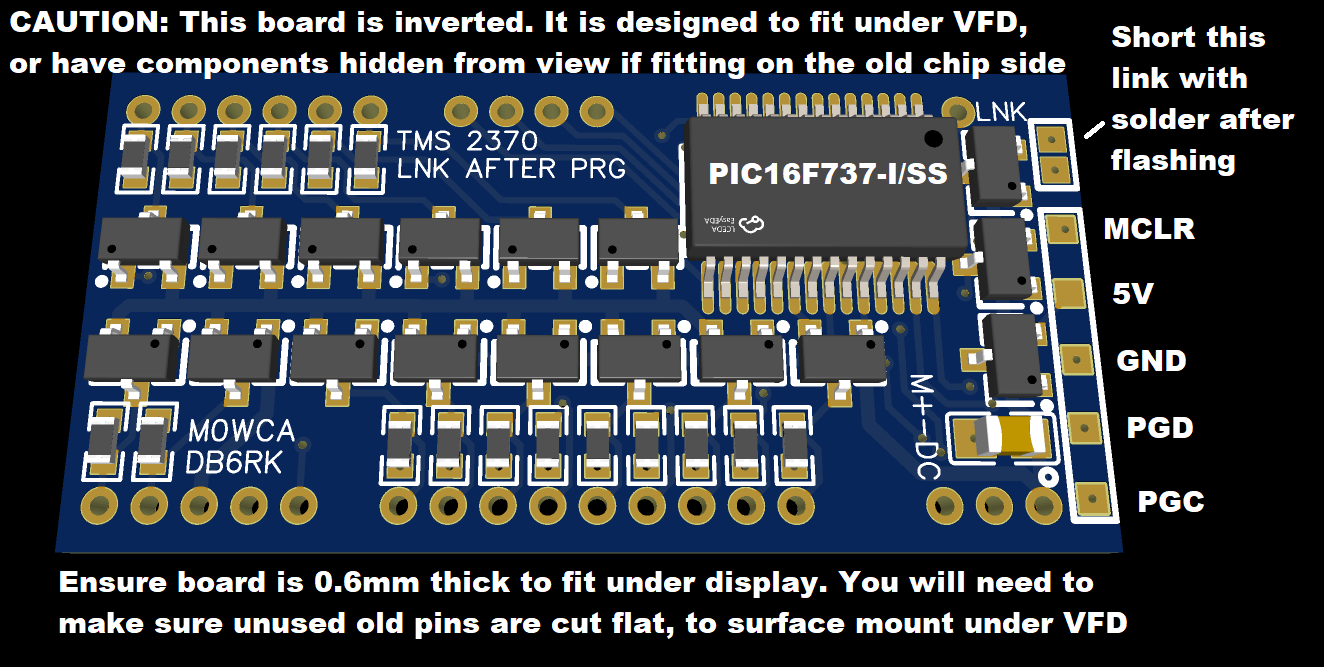 CAUTION: This board is inverted. It is designed to fit under VFD,
or have components hidden from view if fitting on the old chip side
Short this
link with
solder after
flashing
LNK
TMS 2370
LNK AFTER PRG
PIC16F737-I/SS
LCEDA
EasyEDA
MCLR
5V
GND
PGD
PGC
M+-DC
M0WCA
DB6RK
Ensure board is 0.6mm thick to fit under display. You will need to
make sure unused old pins are cut flat, to surface mount under VFD